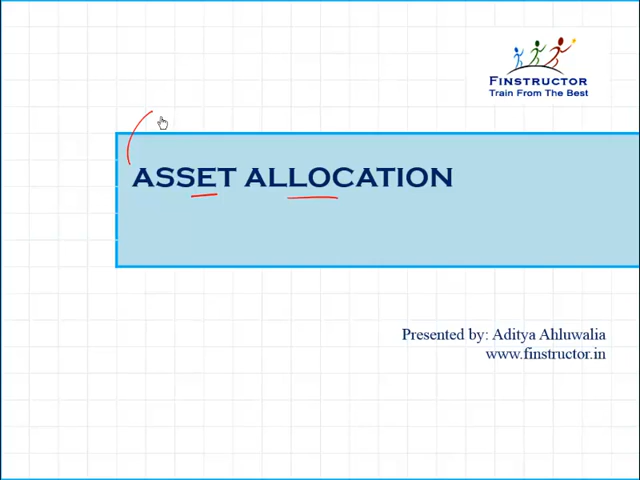 FINSTRUCTOR
Train From The Best
ASSET ALLOCATION
Presented by: Aditya Ahluwalia
www.finstructor.in